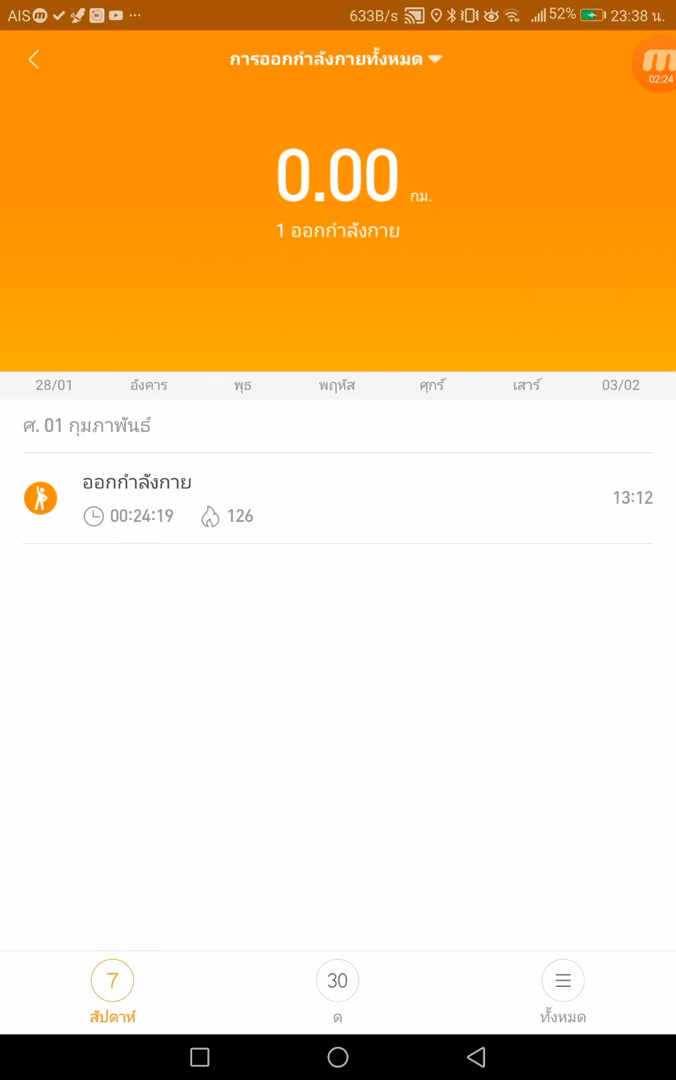 AIS 633B/s 52% 23:38 น.
การออกกำลังกายทั้งหมด
02:24
0.00 กม.
1 ออกกำลังกาย
28/01 อังคาร พุธ พฤหัส ศุกร์ เสาร์ 03/02
ศ. 01 กุมภาพันธ์
ออกกำลังกาย
00:24:19 126
13:12
7 30
สัปดาห์ ด ทั้งหมด